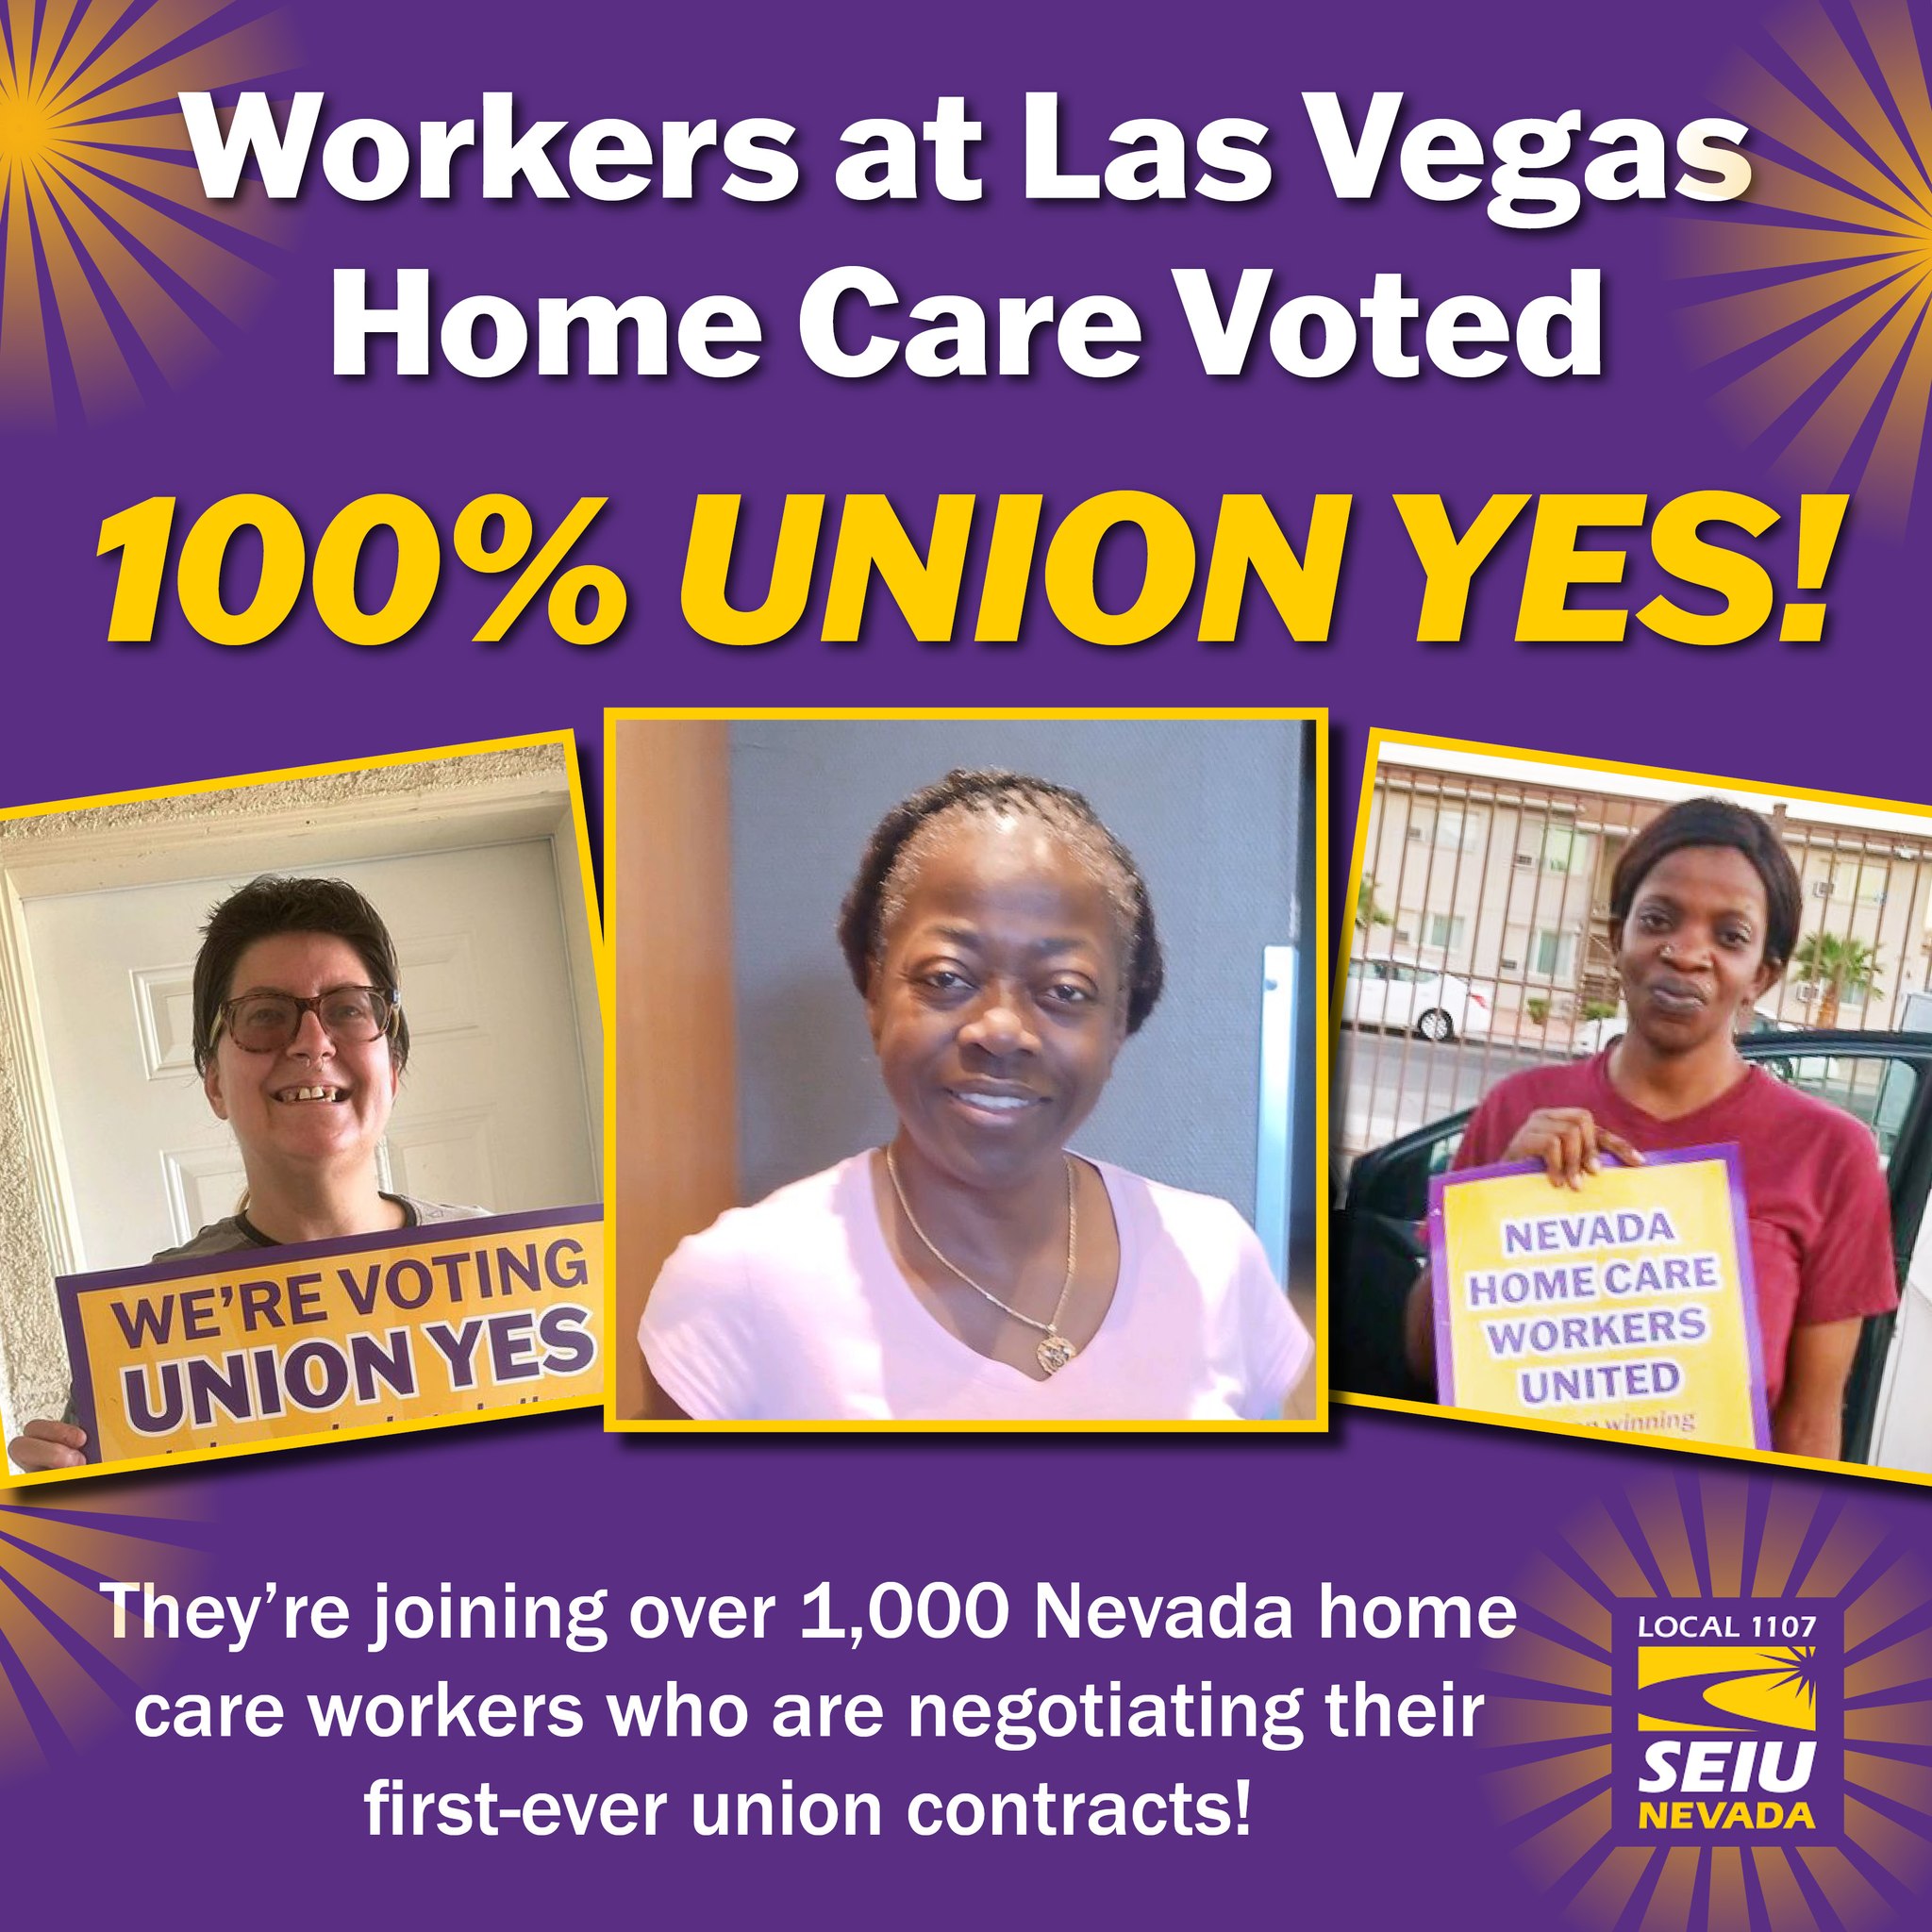 Workers at Las Vegas
Home Care Voted
100% UNION YES!
WE'RE VOTING
UNION YES
NEVADA
HOME CARE
WORKERS
UNITED
winning
They're joining over 1,000 Nevada home
care workers who are negotiating their
first-ever union contracts!
LOCAL 1107
SEIU
NEVADA